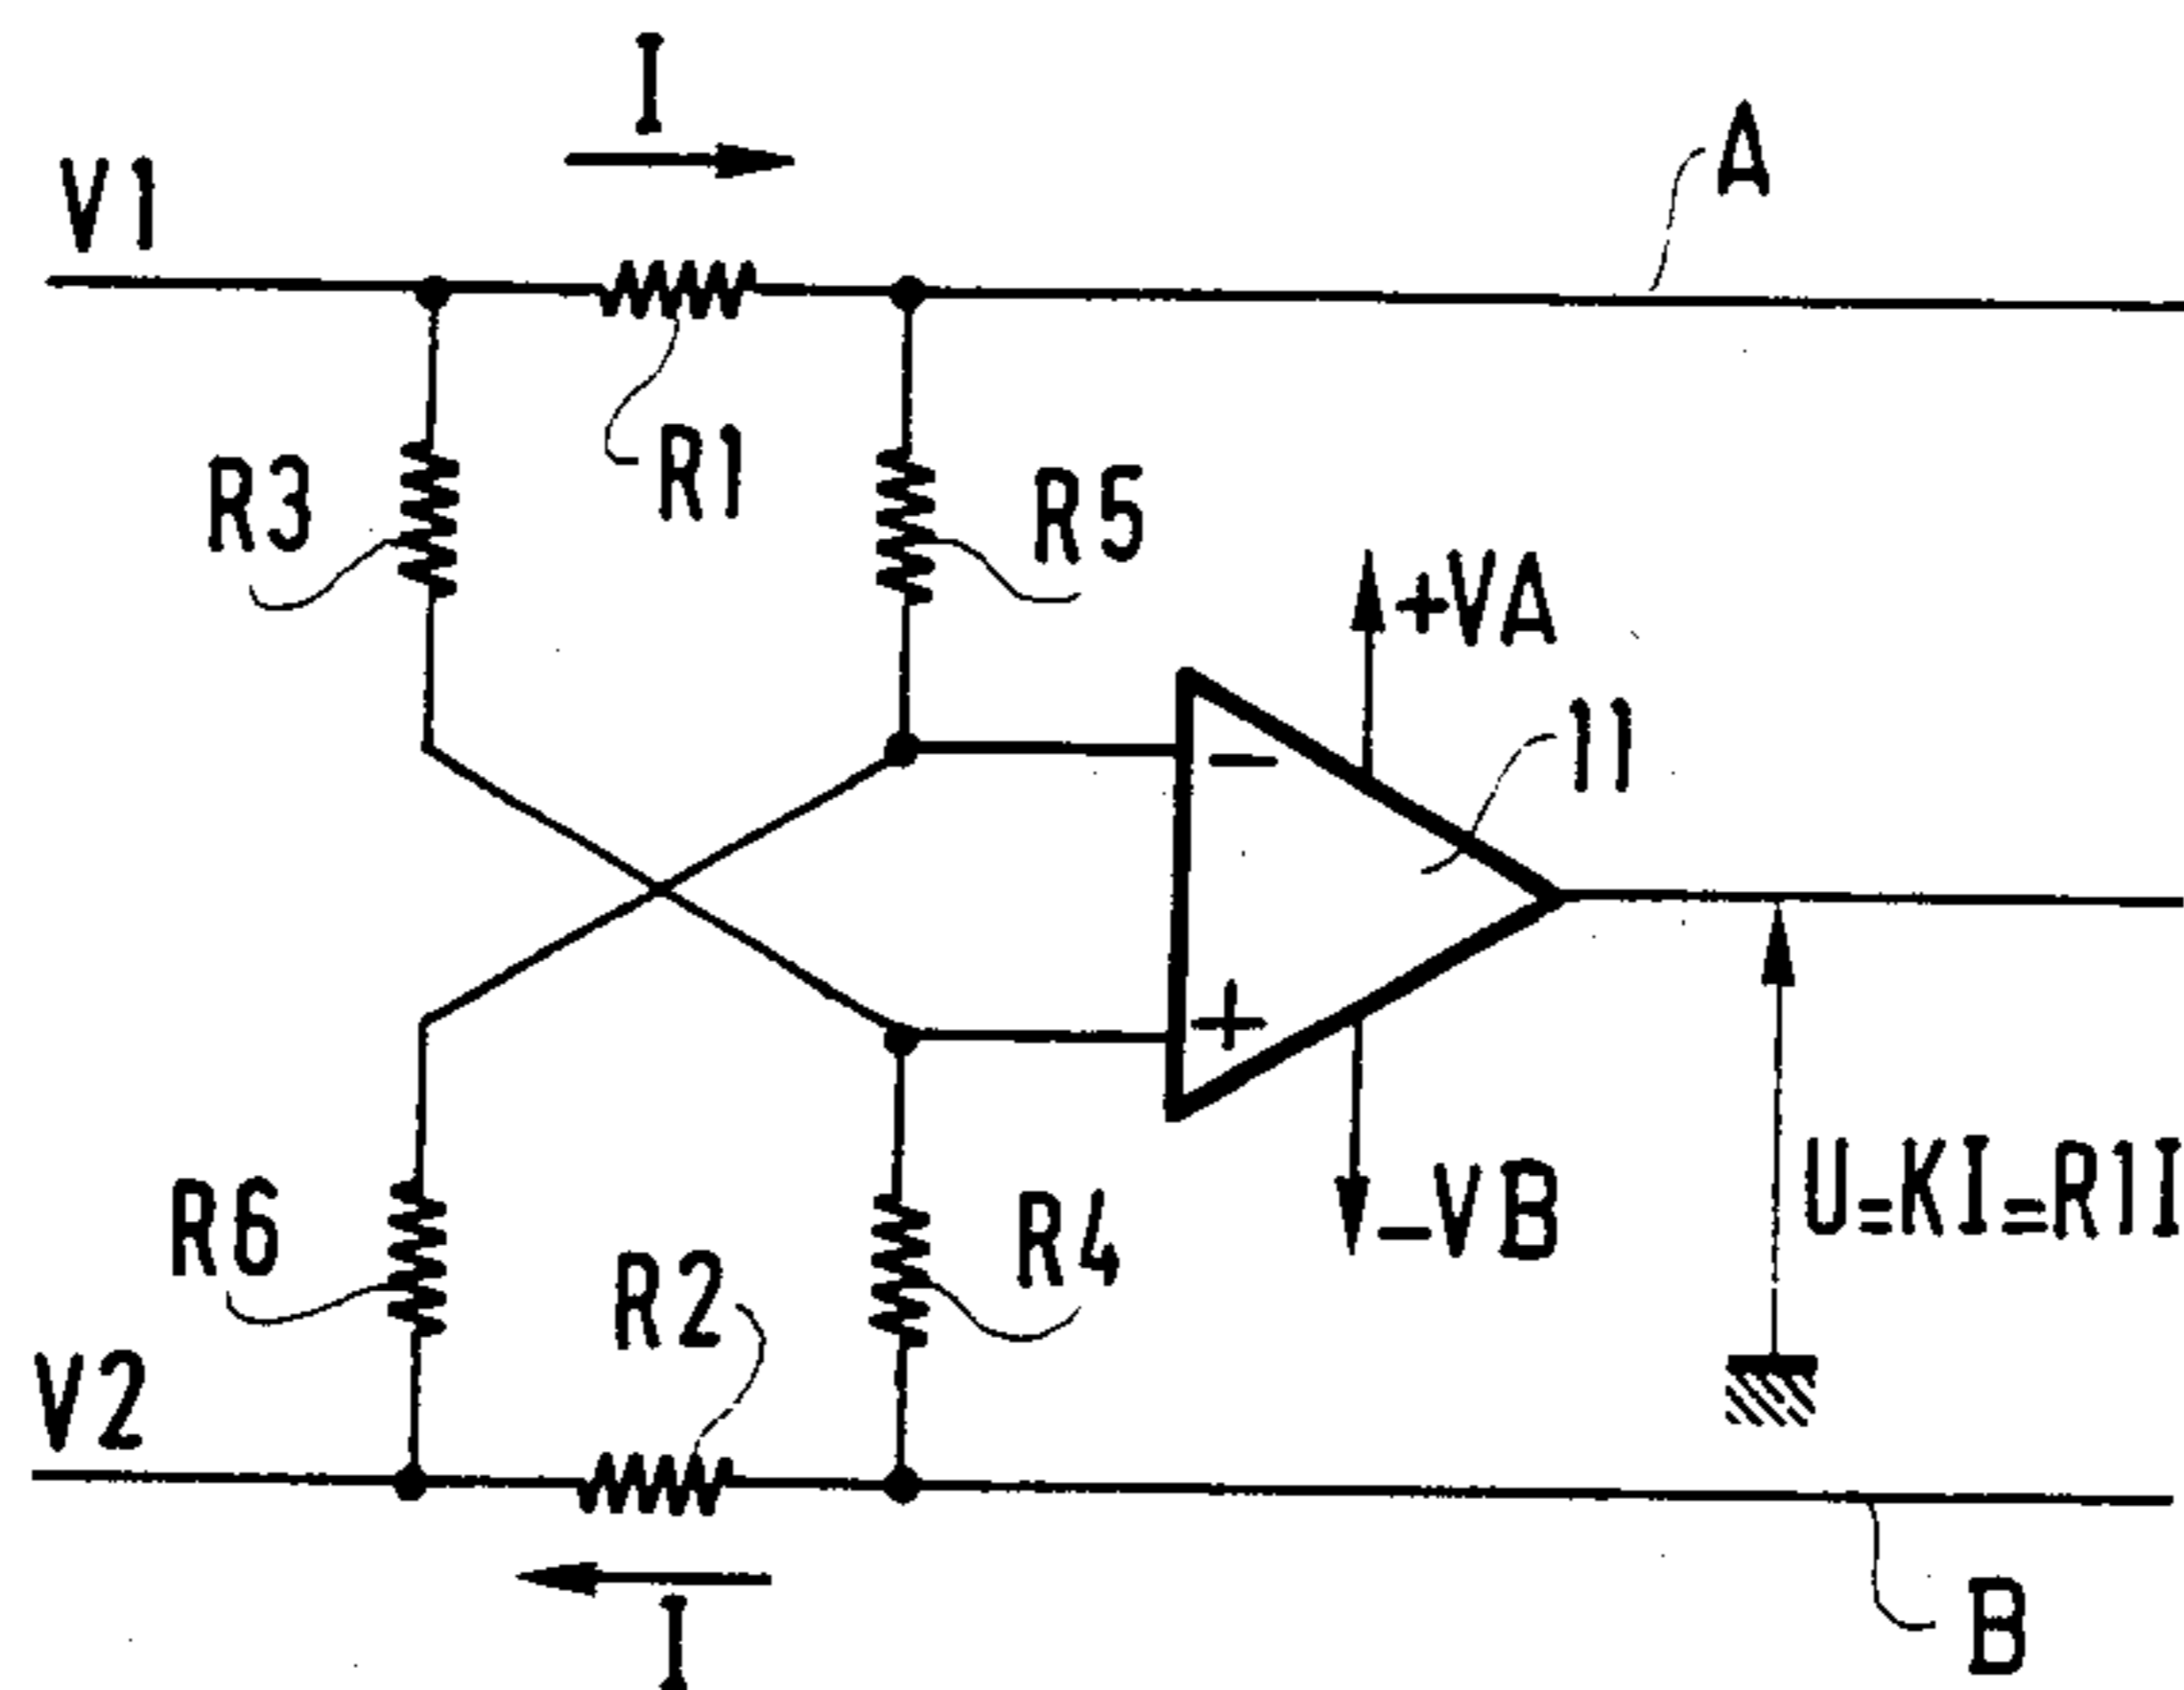 I
V1
A
R3
R1
R5
+VA
11
-
+
R6
R2
R4
-VB
U=KI=R1I
V2
I
B